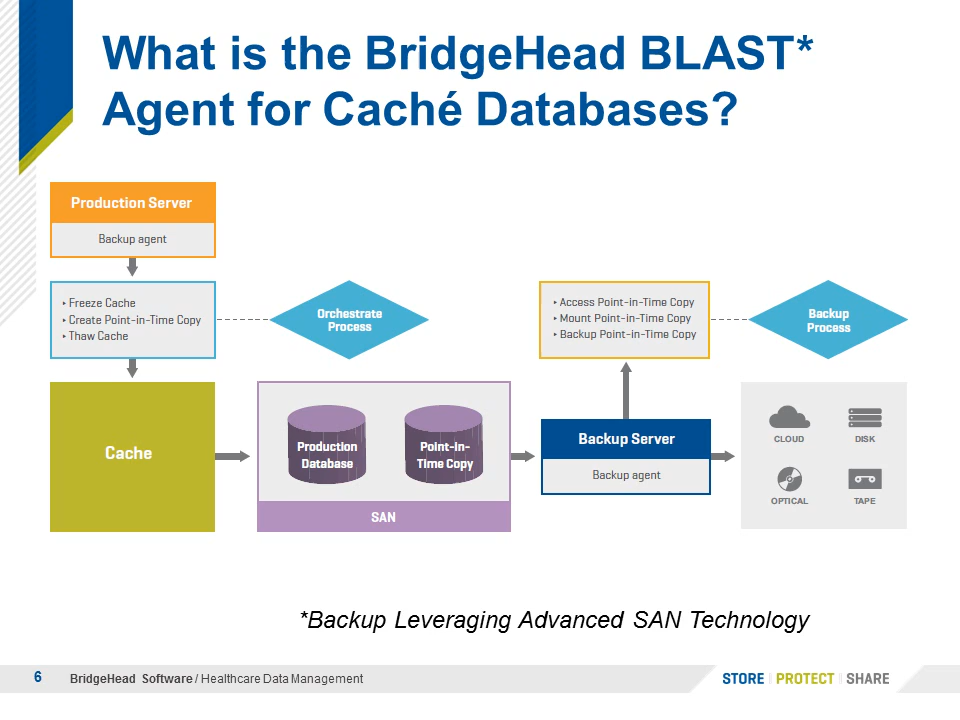 What is the BridgeHead BLAST*
Agent for Caché Databases?
Production Server
Backup agent
‣ Freeze Cache
‣ Create Point-in-Time Copy
‣ Thaw Cache
Orchestrate
Process
‣ Access Point-in-Time Copy
‣ Mount Point-in-Time Copy
‣ Backup Point-in-Time Copy
Backup
Process
Cache
Production
Database
Point-in-
Time Copy
SAN
Backup Server
Backup agent
CLOUD
DISK
OPTICAL
TAPE
*Backup Leveraging Advanced SAN Technology
6
BridgeHead Software / Healthcare Data Management
STORE | PROTECT | SHARE